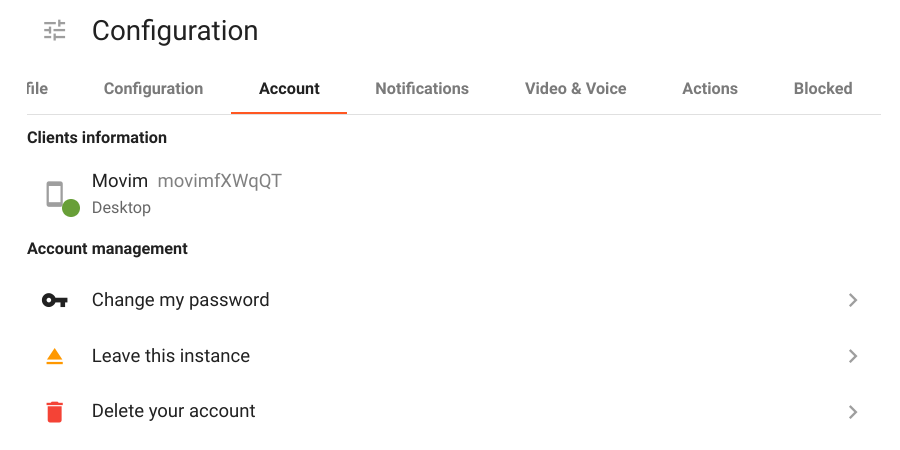 Configuration
file Configuration Account Notifications Video & Voice Actions Blocked
Clients information
Movim movimfXWqQT
Desktop
Account management
Change my password
Leave this instance
Delete your account